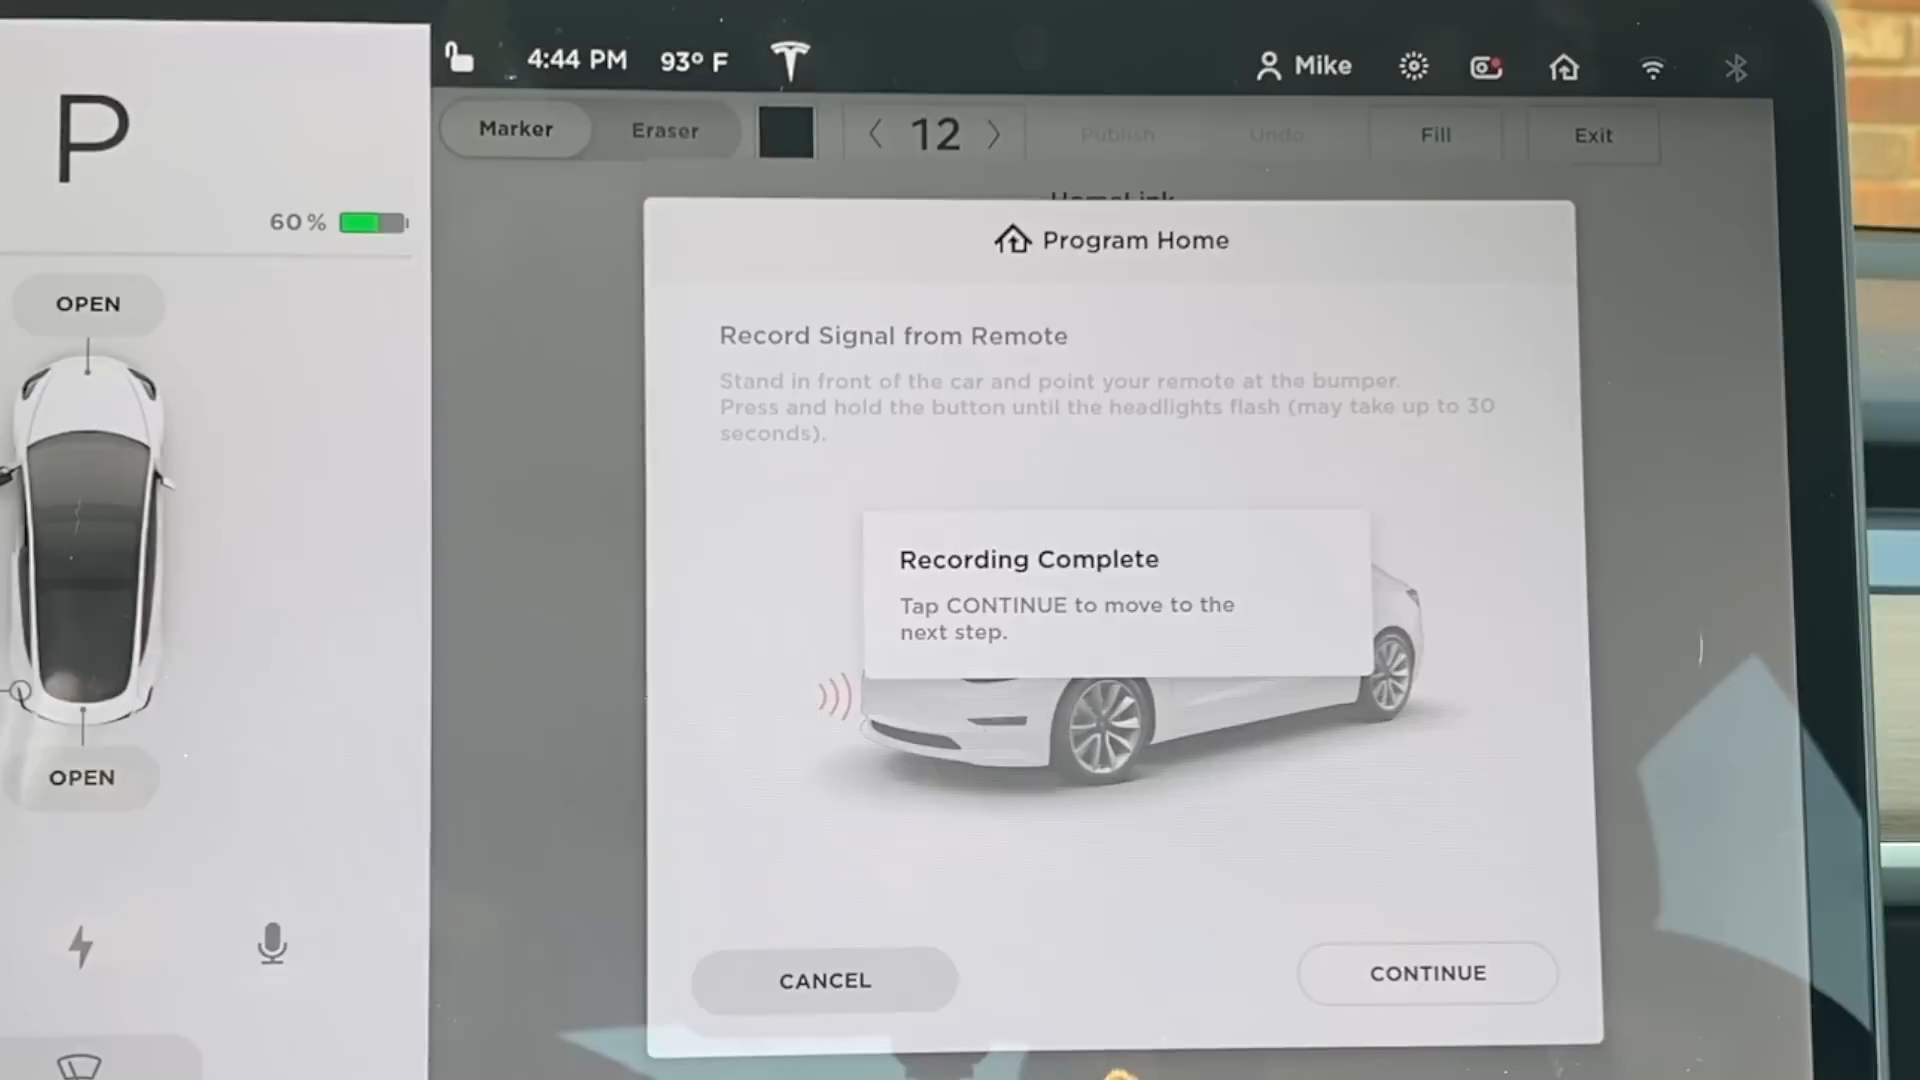 P
60 %
OPEN
OPEN
4:44 PM 93° F
Mike
Marker Eraser 12 Publish Undo Fill Exit
HomeLink
Program Home
Record Signal from Remote
Stand in front of the car and point your remote at the bumper.
Press and hold the button until the headlights flash (may take up to 30
seconds).
Recording Complete
Tap CONTINUE to move to the
next step.
CANCEL CONTINUE